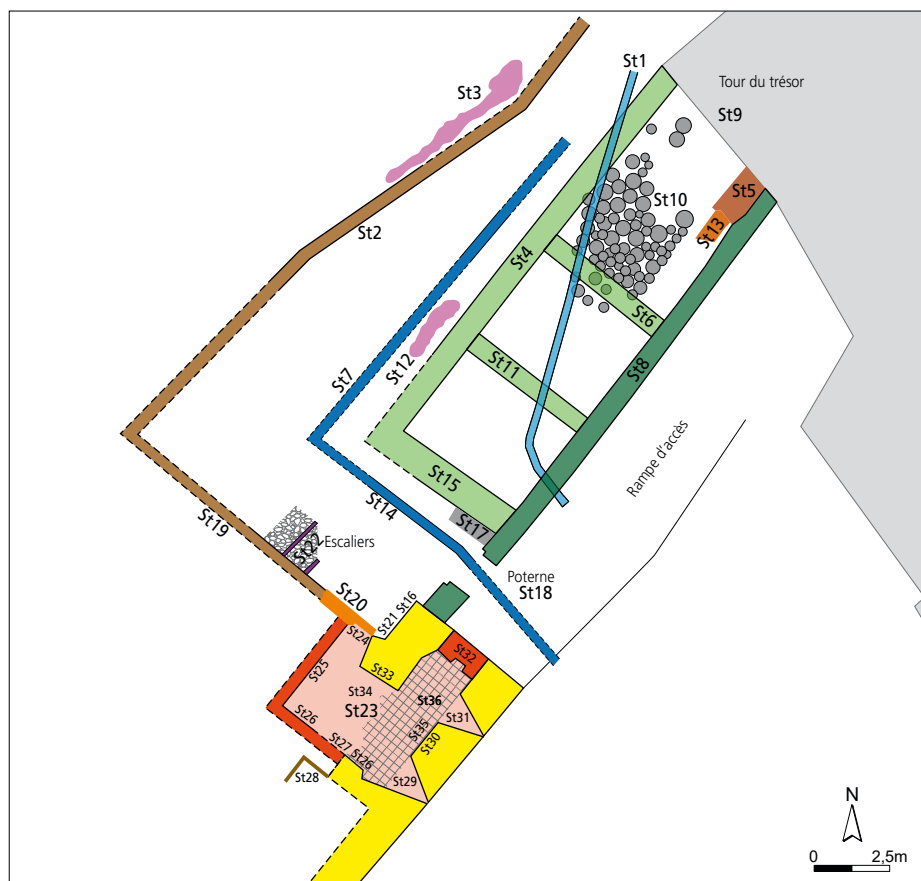 St1
Tour du trésor
St3
St9
St5
St10
St13
St2
St4
St6
St11
St8
St12
St7
Rampe d'accès
St15
St14
St17
St19
St22
Escaliers
Poterne
St18
St20
St21 St16
St24
St32
St33
St25
St34
St36
St23
St31
St26
St35
St30
St27
St26
St28
St29
N
0 2,5m